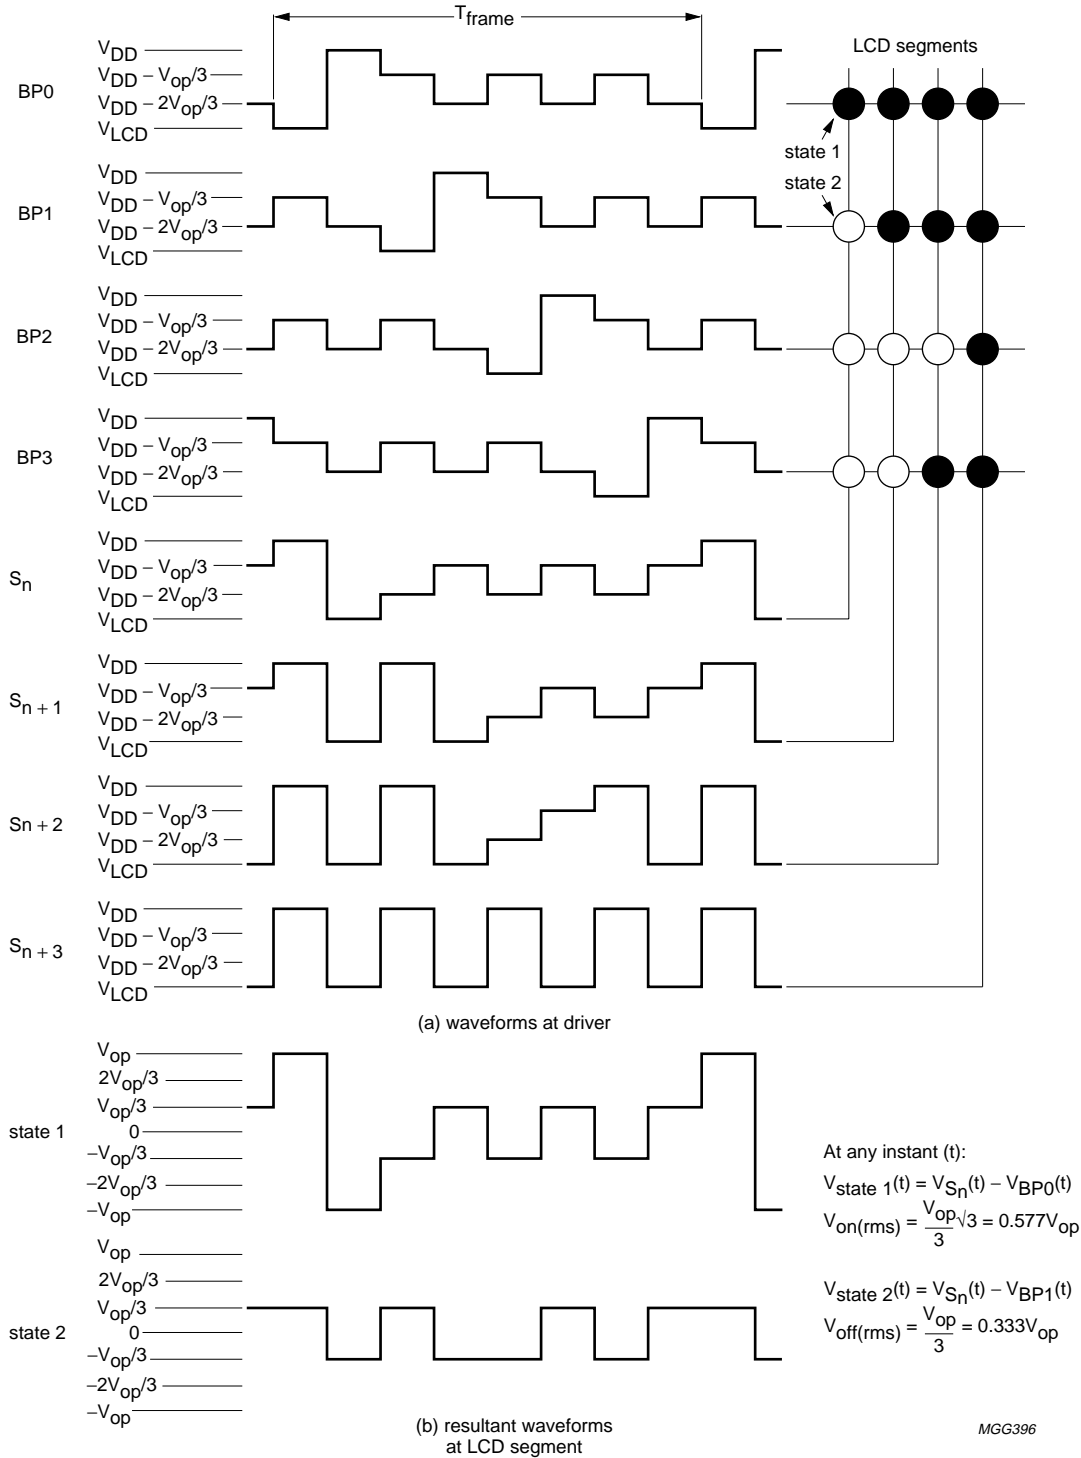 T_frame
LCD segments
BP0
V_DD
V_DD − V_op/3
V_DD − 2V_op/3
V_LCD
state 1
state 2
BP1
V_DD
V_DD − V_op/3
V_DD − 2V_op/3
V_LCD
BP2
V_DD
V_DD − V_op/3
V_DD − 2V_op/3
V_LCD
BP3
V_DD
V_DD − V_op/3
V_DD − 2V_op/3
V_LCD
S_n
V_DD
V_DD − V_op/3
V_DD − 2V_op/3
V_LCD
S_n + 1
V_DD
V_DD − V_op/3
V_DD − 2V_op/3
V_LCD
Sn + 2
V_DD
V_DD − V_op/3
V_DD − 2V_op/3
V_LCD
S_n + 3
V_DD
V_DD − V_op/3
V_DD − 2V_op/3
V_LCD
(a) waveforms at driver
state 1
V_op
2V_op/3
V_op/3
0
−V_op/3
−2V_op/3
−V_op
state 2
V_op
2V_op/3
V_op/3
0
−V_op/3
−2V_op/3
−V_op
At any instant (t):
V_state 1(t) = V_Sn(t) − V_BP0(t)
V_on(rms) = V_op/3 √3 = 0.577V_op
V_state 2(t) = V_Sn(t) − V_BP1(t)
V_off(rms) = V_op/3 = 0.333V_op
(b) resultant waveforms
at LCD segment
MGG396